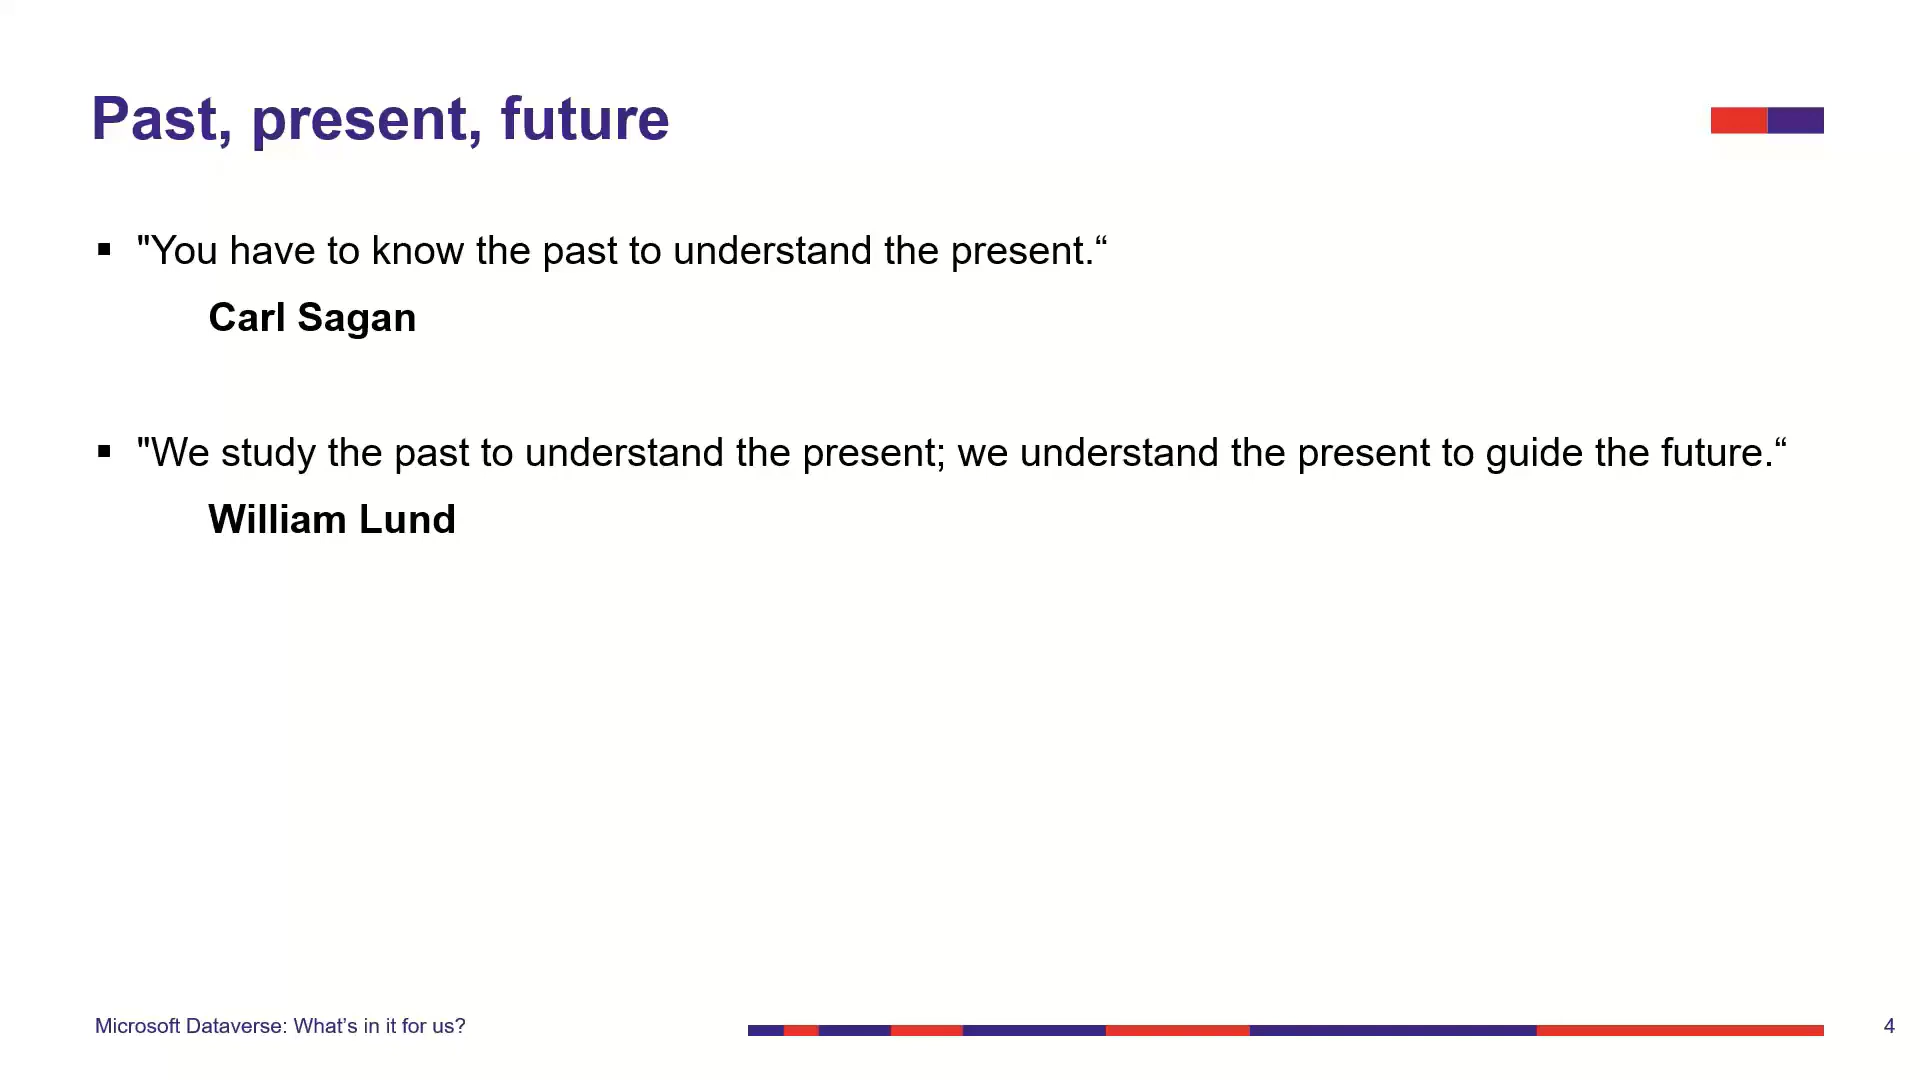 Past, present, future
▪ "You have to know the past to understand the present.“
Carl Sagan
▪ "We study the past to understand the present; we understand the present to guide the future.“
William Lund
Microsoft Dataverse: What’s in it for us?
4